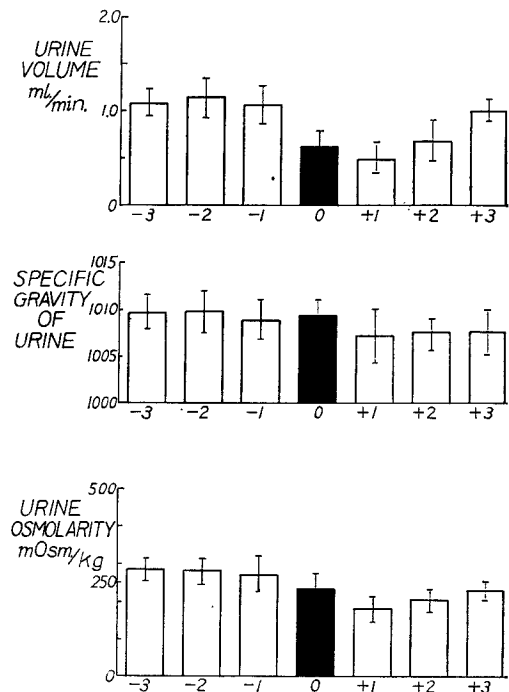 2.0
URINE
VOLUME
ml/min.
1.0
0
-3 -2 -1 0 +1 +2 +3
1015
SPECIFIC
GRAVITY
OF
URINE
1010
1005
1000
-3 -2 -1 0 +1 +2 +3
500
URINE
OSMOLARITY
mOsm/Kg
250
0
-3 -2 -1 0 +1 +2 +3